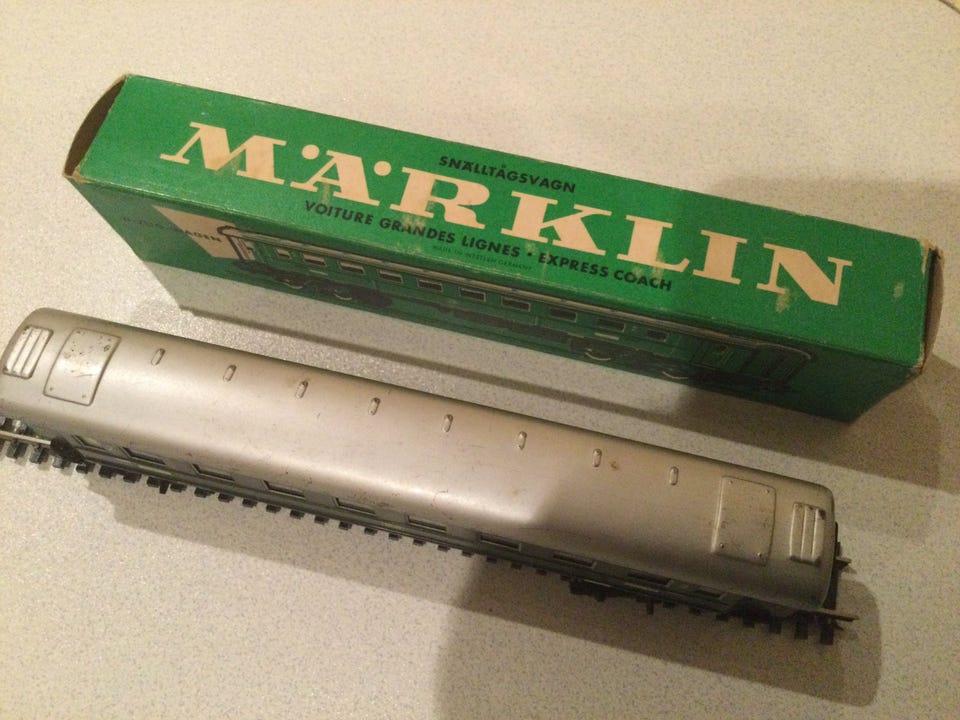 SNÄLLTÅGSVAGN
MÄRKLIN
VOITURE GRANDES LIGNES • EXPRESS COACH
MADE IN WESTERN GERMANY